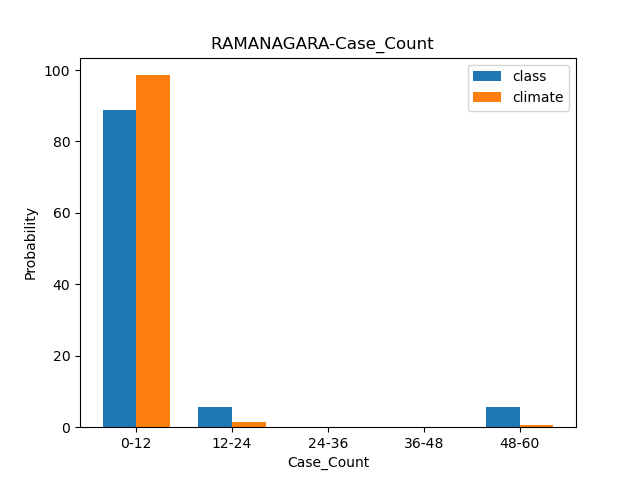 RAMANAGARA-Case_Count
class
climate
Probability
100
80
60
40
20
0
0-12 12-24 24-36 36-48 48-60
Case_Count